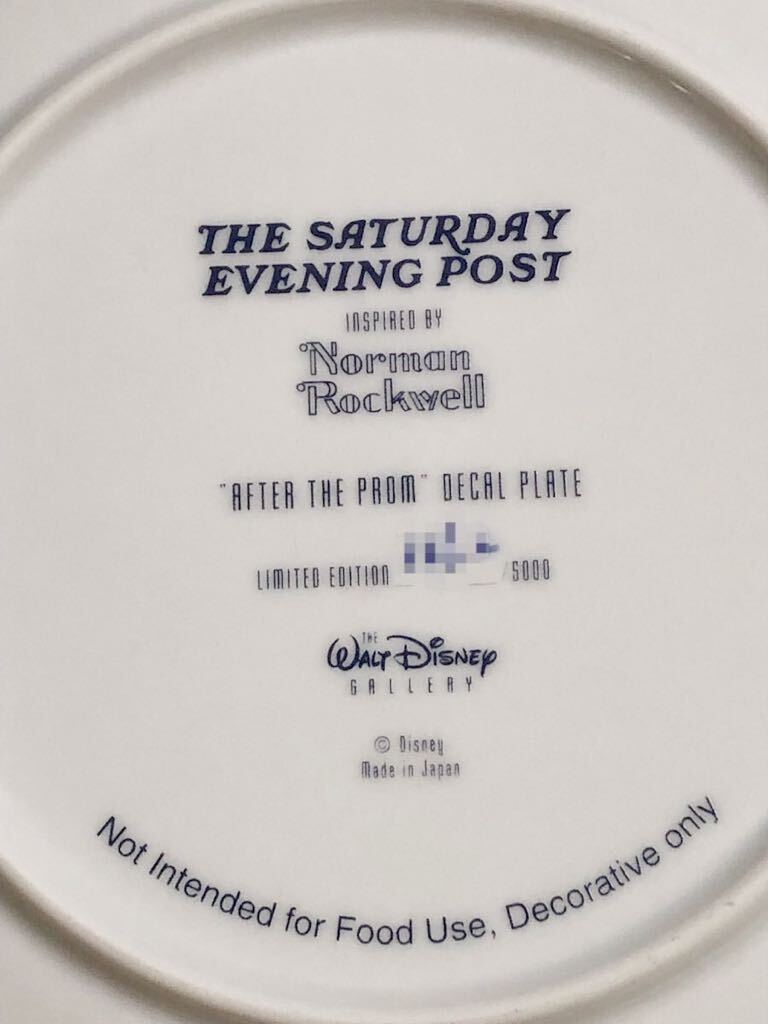 THE SATURDAY
EVENING POST
INSPIRED BY
Norman
Rockwell
"AFTER THE PROM" DECAL PLATE
LIMITED EDITION /5000
THE
WALT DISNEY
GALLERY
© Disney
Made in Japan
Not Intended for Food Use, Decorative only